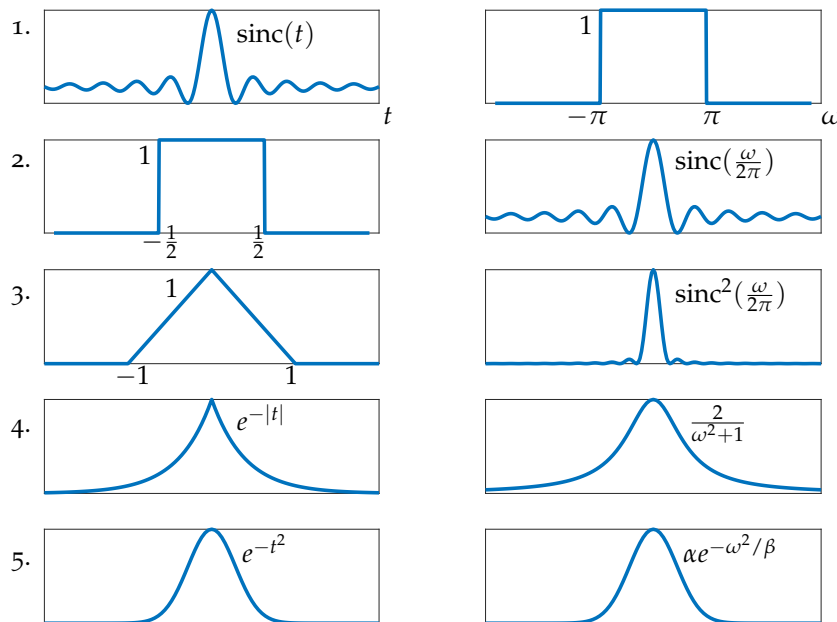 1. 1 sinc(t) 1
t −π π ω
2. 1 sinc(ω/2π)
−1/2 1/2
3. 1 sinc²(ω/2π)
−1 1
4. e^{−|t|} 2/(ω²+1)
5. e^{−t²} αe^{−ω²/β}